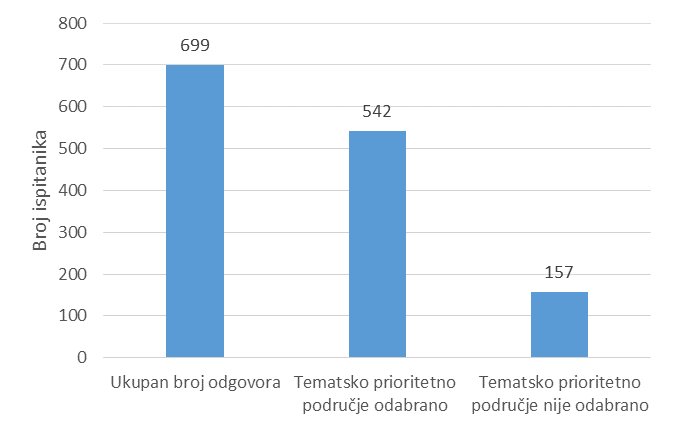 800
700
600
500
400
300
200
100
0
Broj ispitanika
699
542
157
Ukupan broj odgovora
Tematsko prioritetno
područje odabrano
Tematsko prioritetno
područje nije odabrano